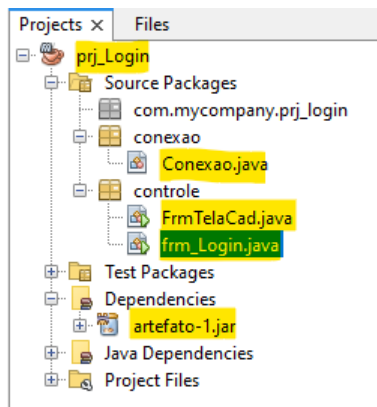 Projects × Files
prj_Login
Source Packages
com.mycompany.prj_login
conexao
Conexao.java
controle
FrmTelaCad.java
frm_Login.java
Test Packages
Dependencies
artefato-1.jar
Java Dependencies
Project Files